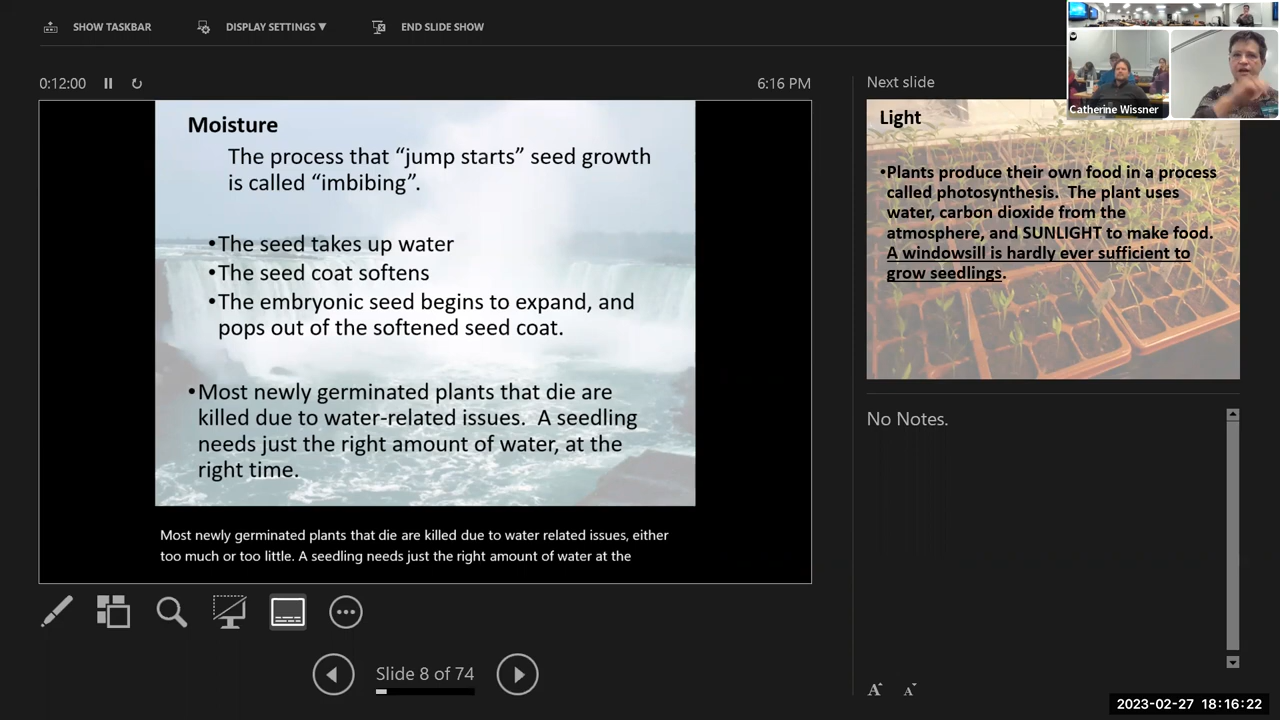 SHOW TASKBAR
DISPLAY SETTINGS ▼
END SLIDE SHOW
0:12:00
6:16 PM
Moisture
The process that “jump starts” seed growth
is called “imbibing”.
•The seed takes up water
•The seed coat softens
•The embryonic seed begins to expand, and
pops out of the softened seed coat.
•Most newly germinated plants that die are
killed due to water-related issues.  A seedling
needs just the right amount of water, at the
right time.
Most newly germinated plants that die are killed due to water related issues, either
too much or too little. A seedling needs just the right amount of water at the
Slide 8 of 74
Next slide
Catherine Wissner
Light
•Plants produce their own food in a process
called photosynthesis.  The plant uses
water, carbon dioxide from the
atmosphere, and SUNLIGHT to make food.
A windowsill is hardly ever sufficient to
grow seedlings.
No Notes.
A A
2023-02-27 18:16:22